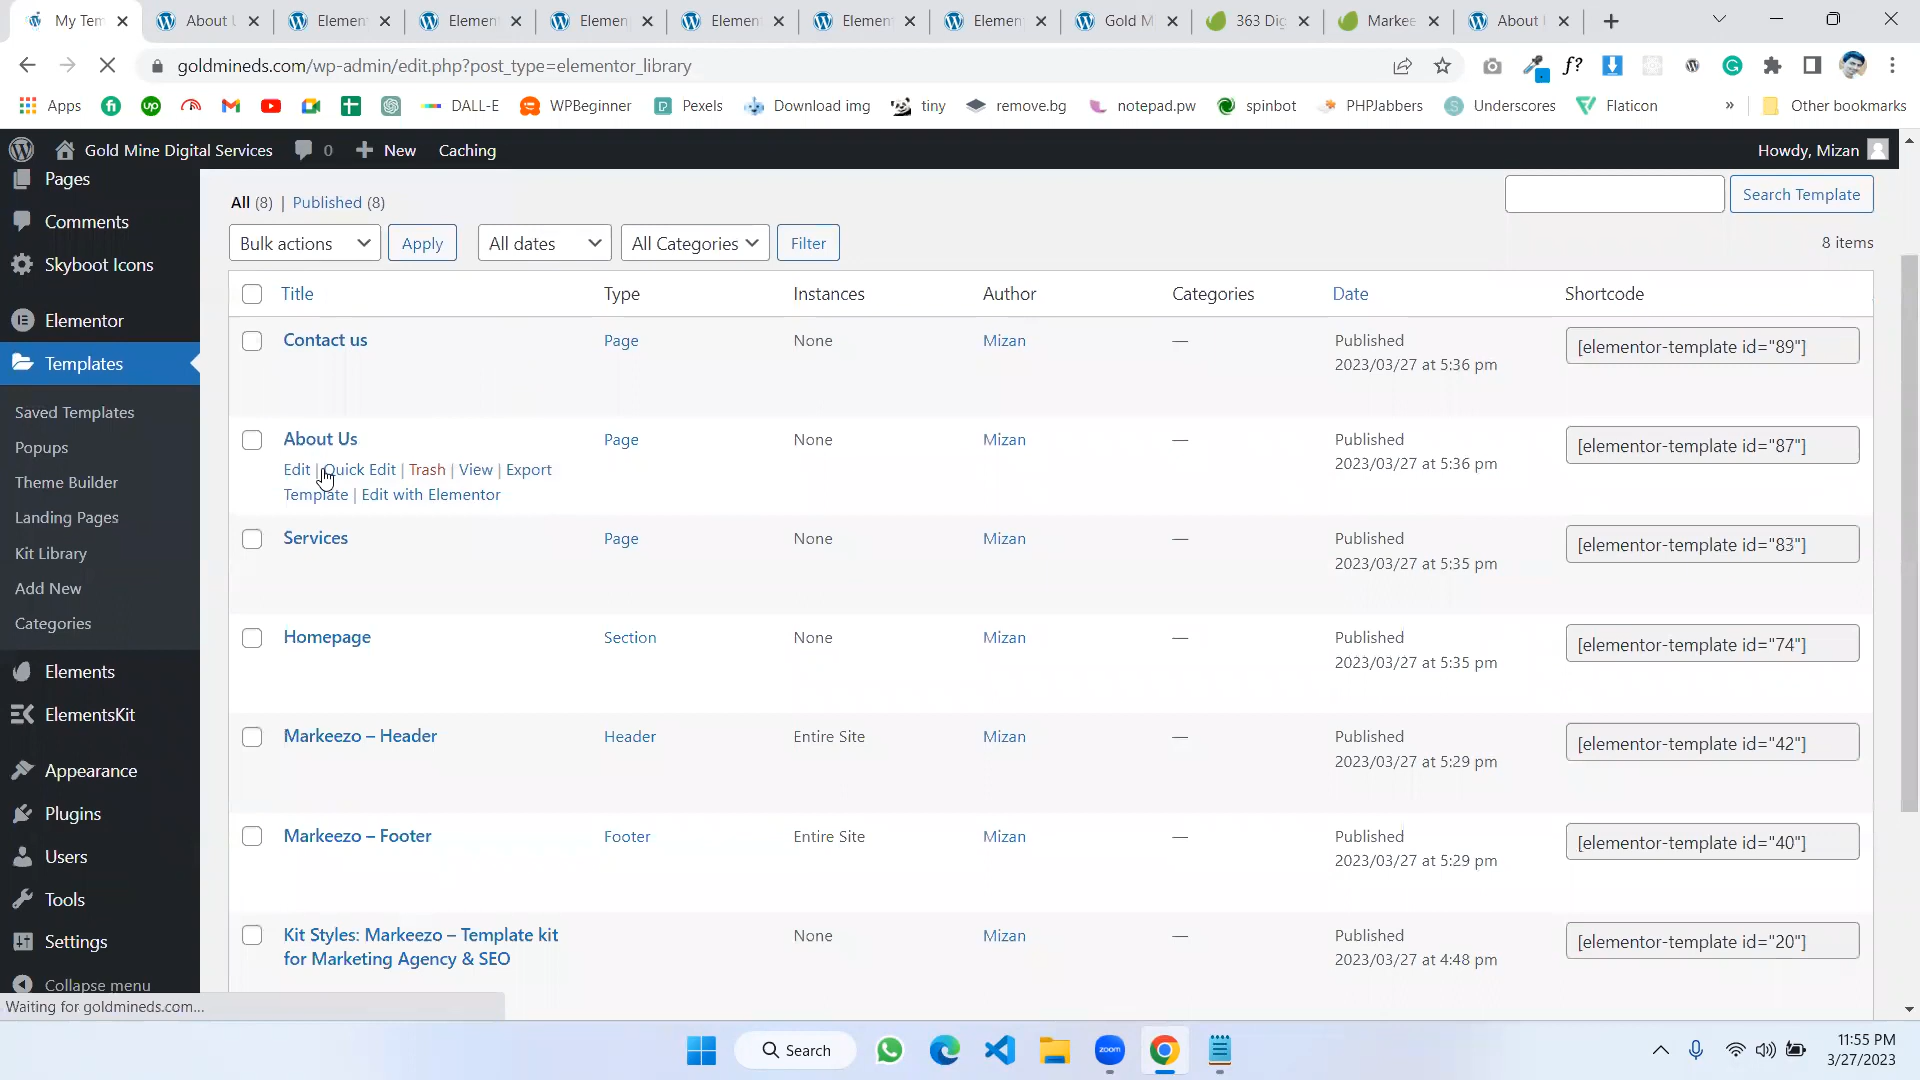 My Tem
About U
Elemen
Elemen
Elemen
Elemen
Elemen
Elemen
Gold M
363 Dig
Markee
About
goldmineds.com/wp-admin/edit.php?post_type=elementor_library
Apps
DALL-E
WPBeginner
Pexels
Download img
tiny
remove.bg
notepad.pw
spinbot
PHPJabbers
Underscores
Flaticon
»
Other bookmarks
Gold Mine Digital Services
0
New
Caching
Howdy, Mizan
Pages
Comments
Skyboot Icons
Elementor
Templates
Saved Templates
Popups
Theme Builder
Landing Pages
Kit Library
Add New
Categories
Elements
ElementsKit
Appearance
Plugins
Users
Tools
Settings
Collapse menu
All (8) | Published (8)
Search Template
Bulk actions
Apply
All dates
All Categories
Filter
8 items
Title Type Instances Author Categories Date Shortcode
Contact us Page None Mizan — Published [elementor-template id="89"]
2023/03/27 at 5:36 pm
About Us Page None Mizan — Published [elementor-template id="87"]
2023/03/27 at 5:36 pm
Edit | Quick Edit | Trash | View | Export
Template | Edit with Elementor
Services Page None Mizan — Published [elementor-template id="83"]
2023/03/27 at 5:35 pm
Homepage Section None Mizan — Published [elementor-template id="74"]
2023/03/27 at 5:35 pm
Markeezo – Header Header Entire Site Mizan — Published [elementor-template id="42"]
2023/03/27 at 5:29 pm
Markeezo – Footer Footer Entire Site Mizan — Published [elementor-template id="40"]
2023/03/27 at 5:29 pm
Kit Styles: Markeezo – Template kit None Mizan — Published [elementor-template id="20"]
for Marketing Agency & SEO 2023/03/27 at 4:48 pm
Waiting for goldmineds.com...
Search
zoom
11:55 PM
3/27/2023